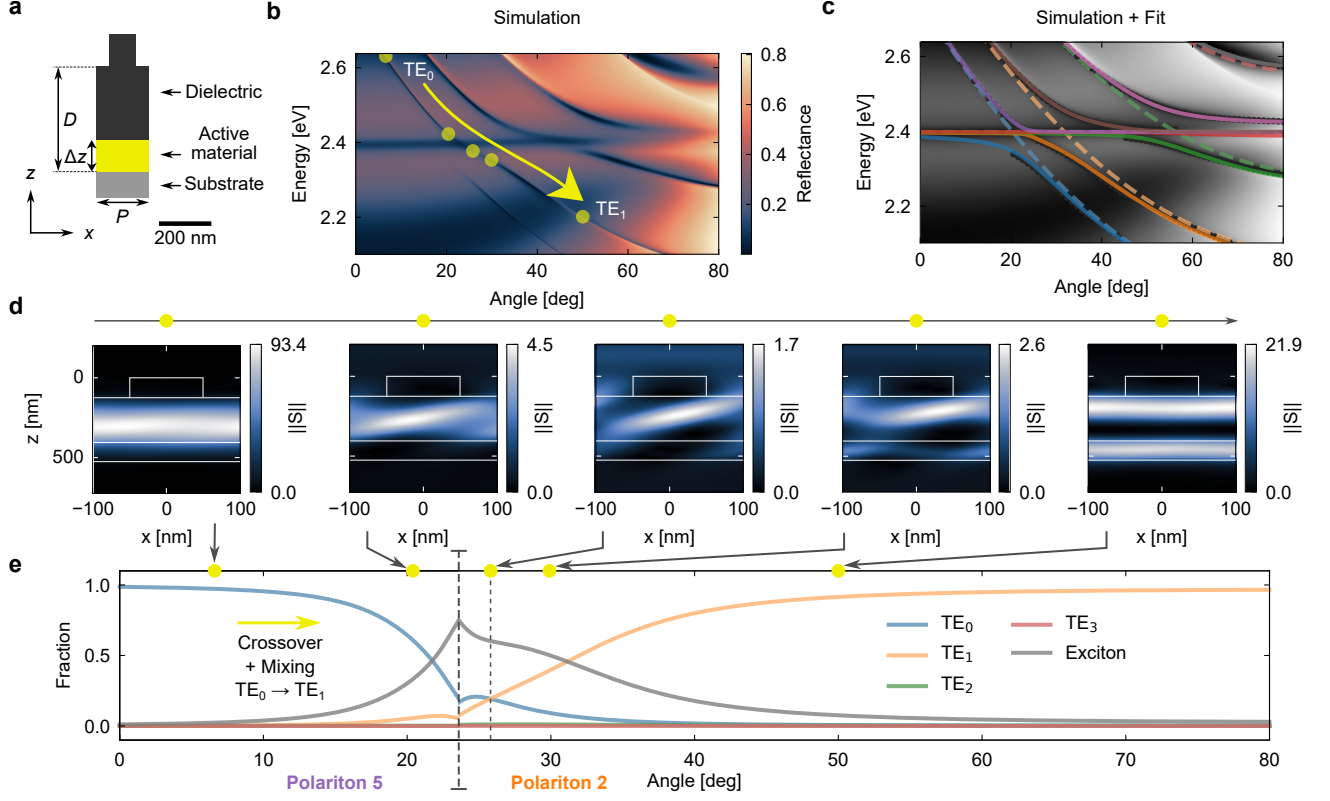 a
D
Δz
P
z
x
Dielectric
Active
material
Substrate
200 nm
b
Simulation
TE0
TE1
Energy [eV]
2.6
2.4
2.2
0 20 40 60 80
Angle [deg]
0.8
0.6
0.4
0.2
Reflectance
c
Simulation + Fit
Energy [eV]
2.6
2.4
2.2
0 20 40 60 80
Angle [deg]
d
z [nm]
0
500
−100 0 100
x [nm]
93.4
0.0
||S||
−100 0 100
x [nm]
4.5
0.0
||S||
−100 0 100
x [nm]
1.7
0.0
||S||
−100 0 100
x [nm]
2.6
0.0
||S||
−100 0 100
x [nm]
21.9
0.0
||S||
e
Fraction
1.0
0.5
0.0
Crossover
+ Mixing
TE0 → TE1
TE0
TE1
TE2
TE3
Exciton
0 10 20 30 40 50 60 70 80
Polariton 5
Polariton 2
Angle [deg]